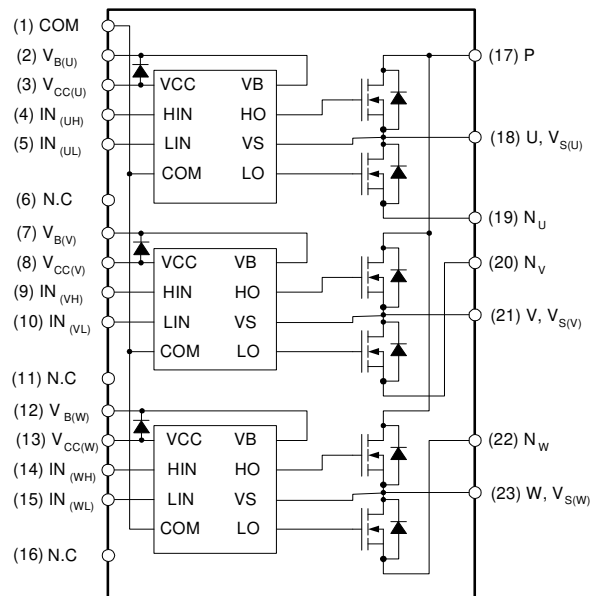 (1) COM
(2) V_B(U)
(3) V_CC(U)
(4) IN_(UH)
(5) IN_(UL)
(6) N.C
(7) V_B(V)
(8) V_CC(V)
(9) IN_(VH)
(10) IN_(VL)
(11) N.C
(12) V_B(W)
(13) V_CC(W)
(14) IN_(WH)
(15) IN_(WL)
(16) N.C
VCC VB
HIN HO
LIN VS
COM LO
VCC VB
HIN HO
LIN VS
COM LO
VCC VB
HIN HO
LIN VS
COM LO
(17) P
(18) U, V_S(U)
(19) N_U
(20) N_V
(21) V, V_S(V)
(22) N_W
(23) W, V_S(W)